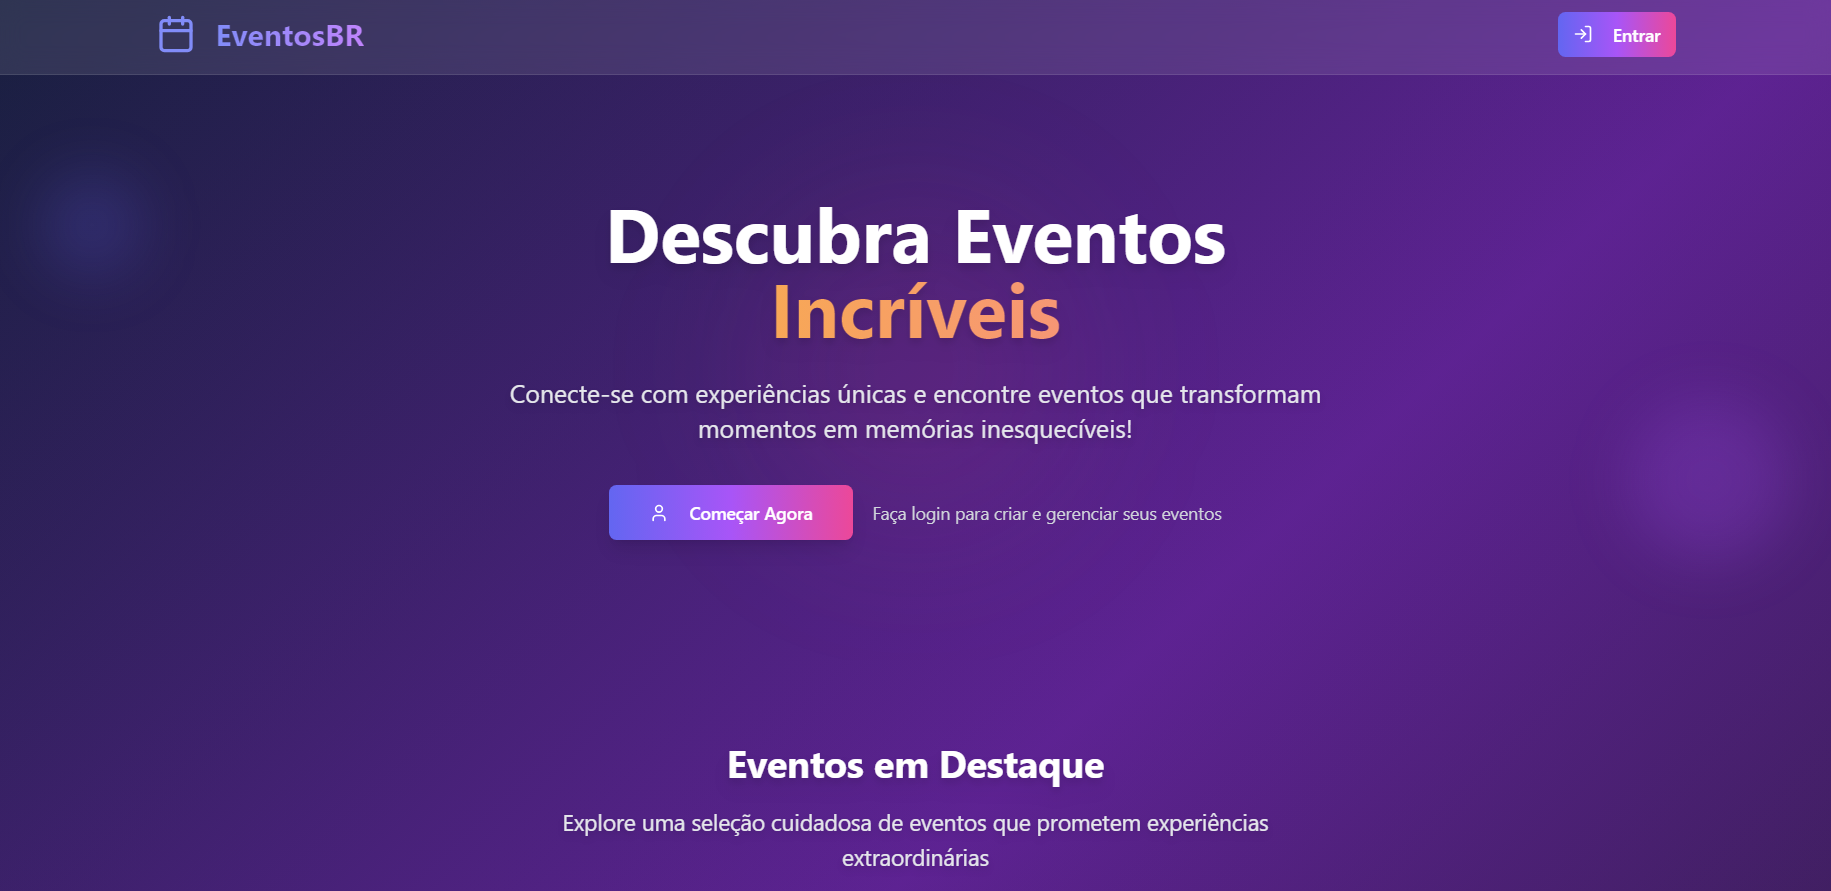 EventosBR
Entrar
Descubra Eventos
Incríveis
Conecte-se com experiências únicas e encontre eventos que transformam
momentos em memórias inesquecíveis!
Começar Agora
Faça login para criar e gerenciar seus eventos
Eventos em Destaque
Explore uma seleção cuidadosa de eventos que prometem experiências
extraordinárias